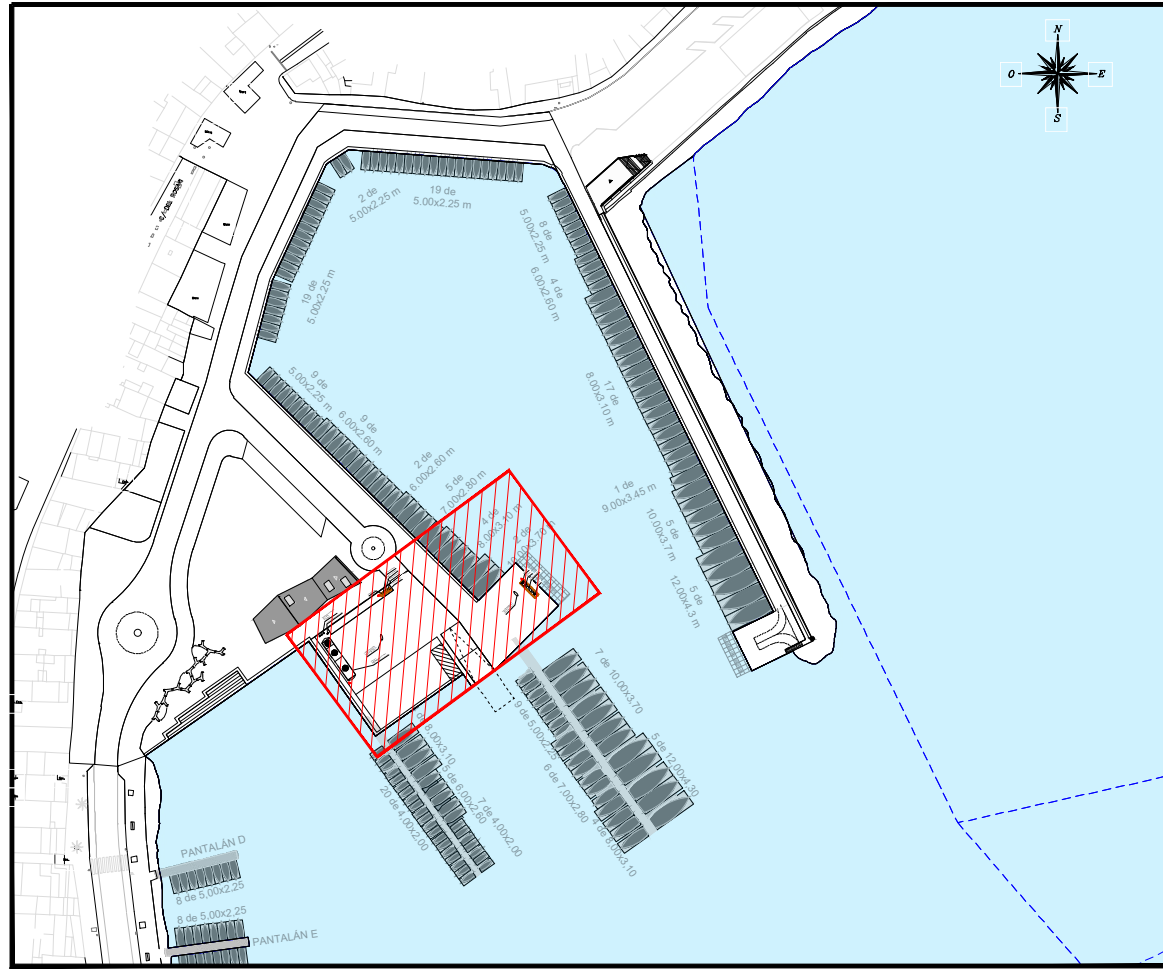 N
O
E
S
2 de
5.00x2.25 m
19 de
5.00x2.25 m
8 de
5.00x2.25 m
4 de
6.00x2.60 m
19 de
5.00x2.25 m
17 de
8.00x3.10 m
9 de
5.00x2.25 m
9 de
6.00x2.60 m
2 de
6.00x2.60 m
5 de
7.00x2.80 m
4 de
8.00x3.10 m
2 de
1 de
9.00x3.45 m
5 de
10.00x3.7 m
5 de
12.00x4.3 m
7 de 10,00x3,70
5 de 12,00x4,30
9 de 5,00x2,25
6 de 7,00x2,80
4 de 8,00x3,10
8,00x3,10
5 de 6,00x2,60
7 de 4,00x2,00
20 de 4,00x2,00
PANTALÁN D
8 de 5,00x2,25
8 de 5,00x2,25
PANTALÁN E